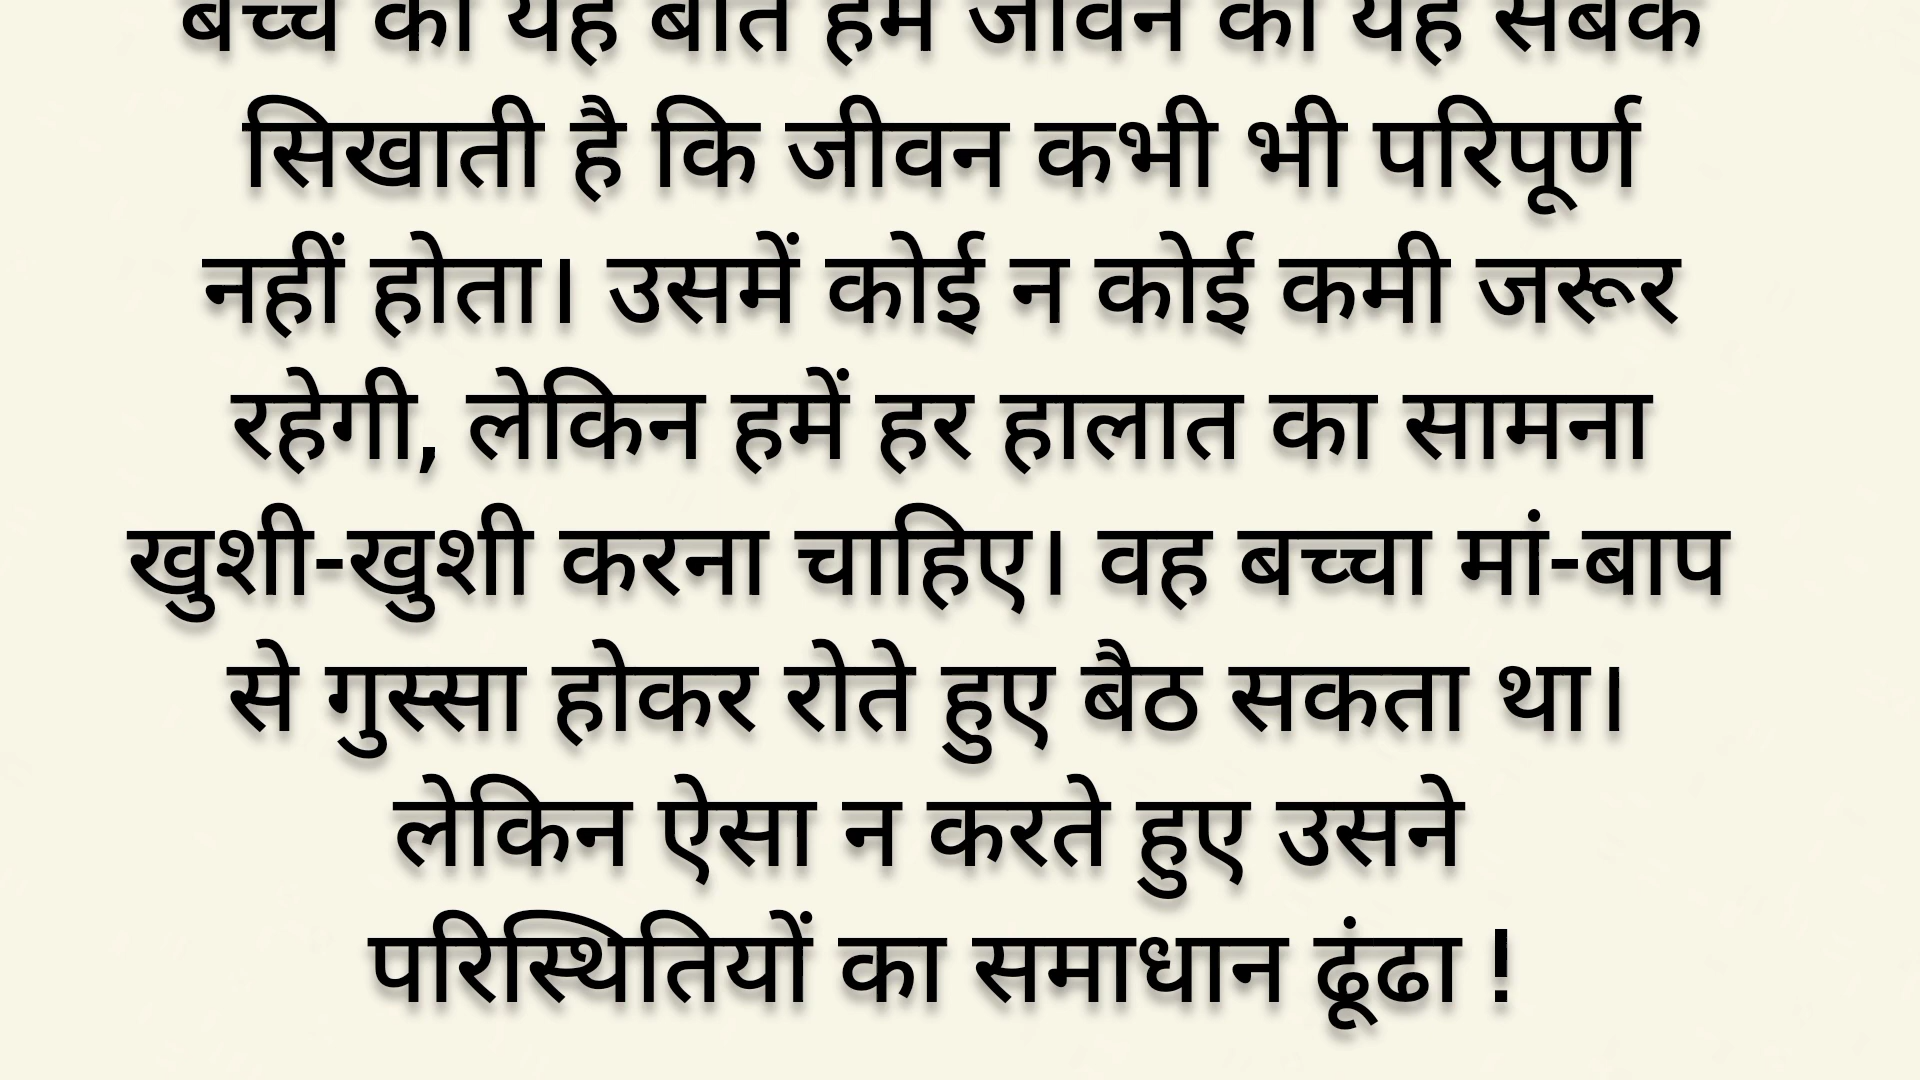 बच्चे की यह बात हमें जीवन का यह सबक
सिखाती है कि जीवन कभी भी परिपूर्ण
नहीं होता। उसमें कोई न कोई कमी जरूर
रहेगी, लेकिन हमें हर हालात का सामना
खुशी-खुशी करना चाहिए। वह बच्चा मां-बाप
से गुस्सा होकर रोते हुए बैठ सकता था।
लेकिन ऐसा न करते हुए उसने
परिस्थितियों का समाधान ढूंढा !